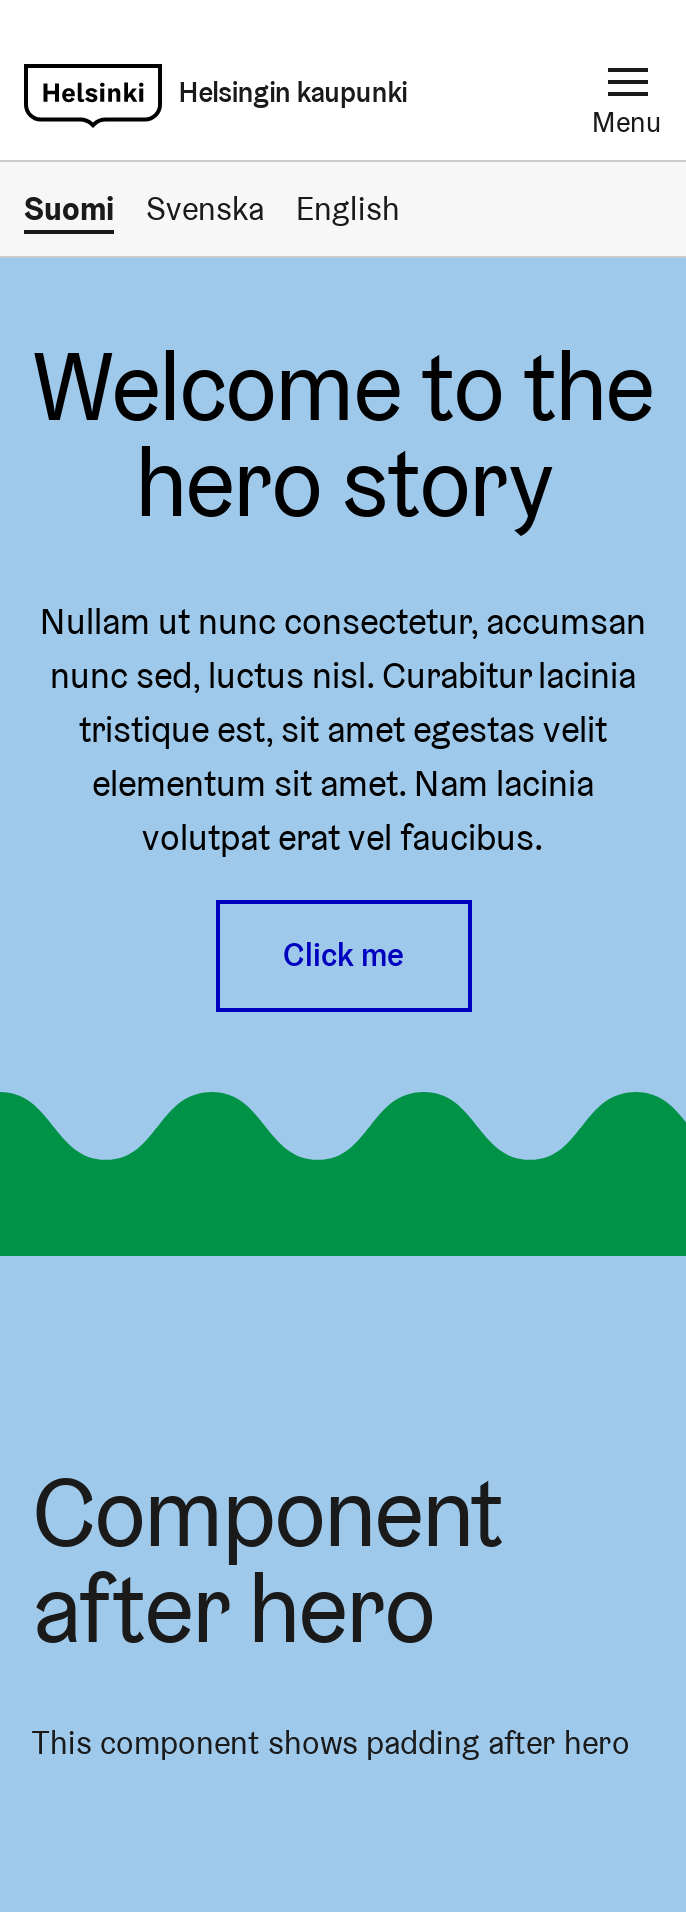 Helsinki Helsingin kaupunki
Menu
Suomi Svenska English
Welcome to the
hero story
Nullam ut nunc consectetur, accumsan
nunc sed, luctus nisl. Curabitur lacinia
tristique est, sit amet egestas velit
elementum sit amet. Nam lacinia
volutpat erat vel faucibus.
Click me
Component
after hero
This component shows padding after hero